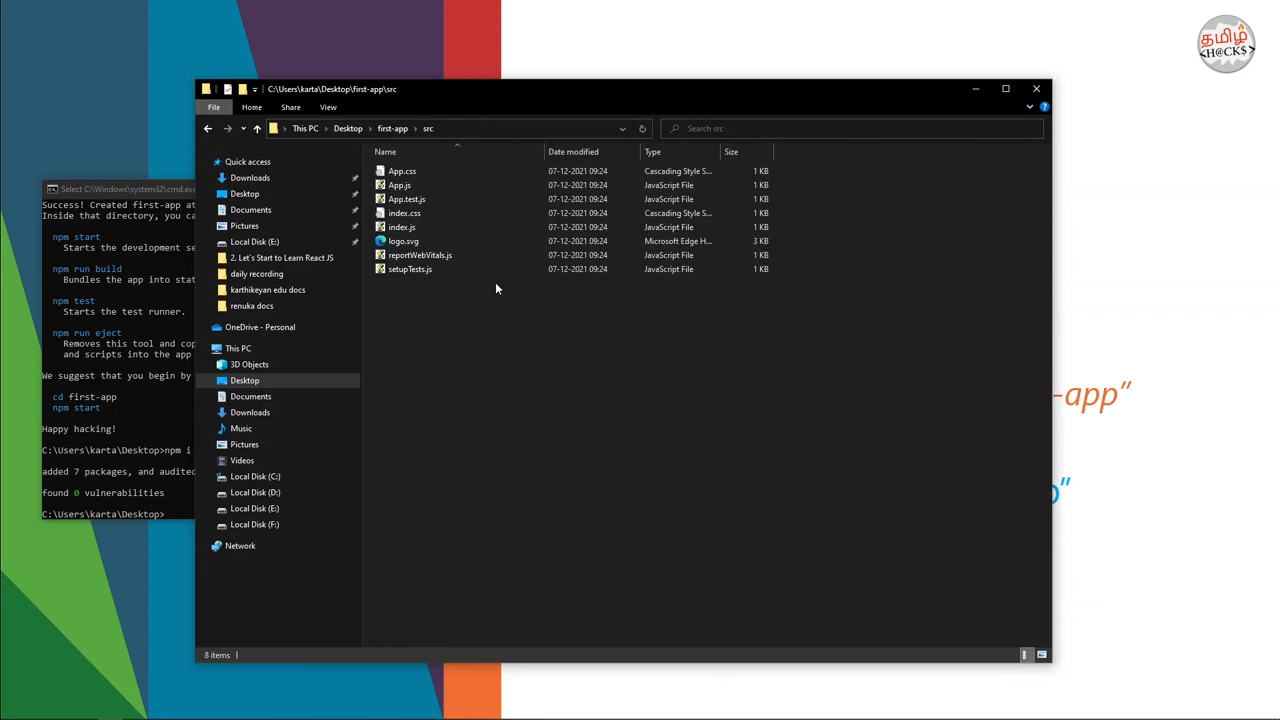 தமிழ்
<H@CK$>
C:\Users\karta\Desktop\first-app\src
File Home Share View
This PC Desktop first-app src
Search src
Name Date modified Type Size
App.css 07-12-2021 09:24 Cascading Style S... 1 KB
App.js 07-12-2021 09:24 JavaScript File 1 KB
App.test.js 07-12-2021 09:24 JavaScript File 1 KB
index.css 07-12-2021 09:24 Cascading Style S... 1 KB
index.js 07-12-2021 09:24 JavaScript File 1 KB
logo.svg 07-12-2021 09:24 Microsoft Edge H... 3 KB
reportWebVitals.js 07-12-2021 09:24 JavaScript File 1 KB
setupTests.js 07-12-2021 09:24 JavaScript File 1 KB
Quick access
Downloads
Desktop
Documents
Pictures
Local Disk (E:)
2. Let's Start to Learn React JS
daily recording
karthikeyan edu docs
renuka docs
OneDrive - Personal
This PC
3D Objects
Desktop
Documents
Downloads
Music
Pictures
Videos
Local Disk (C:)
Local Disk (D:)
Local Disk (E:)
Local Disk (F:)
Network
8 items
Select C:\Windows\system32\cmd.exe
Success! Created first-app at
Inside that directory, you ca
npm start
Starts the development se
npm run build
Bundles the app into stat
npm test
Starts the test runner.
npm run eject
Removes this tool and cop
and scripts into the app
We suggest that you begin by
cd first-app
npm start
Happy hacking!
C:\Users\karta\Desktop>npm i
added 7 packages, and audited
found 0 vulnerabilities
C:\Users\karta\Desktop>
-app”
”